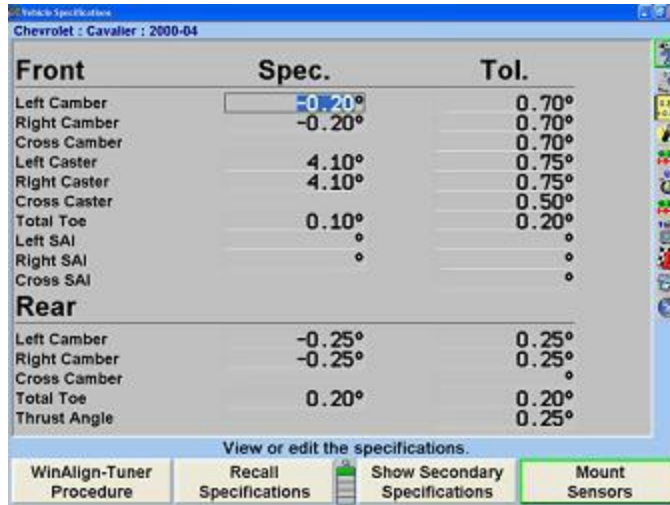 Vehicle Specifications
Chevrolet : Cavalier : 2000-04
Front Spec. Tol.
Left Camber -0.20° 0.70°
Right Camber -0.20° 0.70°
Cross Camber 0.70°
Left Caster 4.10° 0.75°
Right Caster 4.10° 0.75°
Cross Caster 0.50°
Total Toe 0.10° 0.20°
Left SAI ° °
Right SAI ° °
Cross SAI °
Rear
Left Camber -0.25° 0.25°
Right Camber -0.25° 0.25°
Cross Camber °
Total Toe 0.20° 0.20°
Thrust Angle 0.25°
View or edit the specifications.
WinAlign-Tuner Recall Show Secondary Mount
Procedure Specifications Specifications Sensors